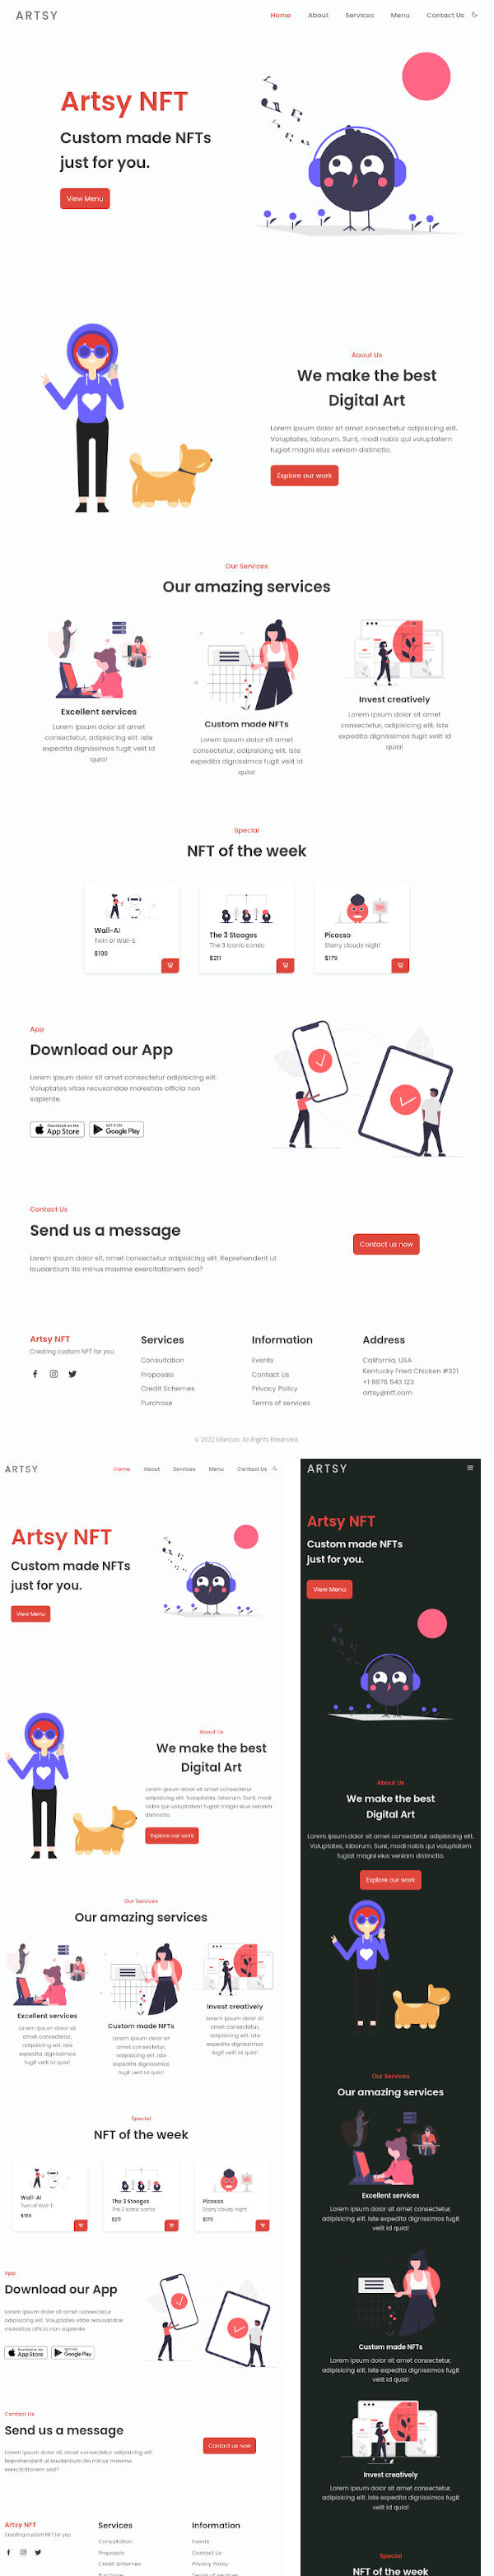 ARTSY
Home About Services Menu Contact Us
Artsy NFT
Custom made NFTs
just for you.
View Menu
About Us
We make the best
Digital Art
Lorem ipsum dolor sit amet consectetur adipisicing elit.
Voluptates, laborum. Sunt, modi nobis qui voluptatem
fugiat magni eius veniam distinctio.
Explore our work
Our Services
Our amazing services
Excellent services
Lorem ipsum dolor sit amet
consectetur, adipisicing elit. Iste
expedita dignissimos fugit velit id
quia!
Custom made NFTs
Lorem ipsum dolor sit amet
consectetur, adipisicing elit. Iste
expedita dignissimos fugit velit id
quia!
Invest creatively
Lorem ipsum dolor sit amet
consectetur, adipisicing elit. Iste
expedita dignissimos fugit velit id
quia!
Special
NFT of the week
Wall-Ai
Twin of Wall-E
$199
The 3 Stooges
The 3 iconic comic
$211
Picasso
Starry cloudy night
$179
App
Download our App
Lorem ipsum dolor sit amet consectetur adipisicing elit.
Voluptates vitae recusandae molestias officia non
sapiente.
Download on the
App Store
GET IT ON
Google Play
Contact Us
Send us a message
Lorem ipsum dolor sit, amet consectetur adipisicing elit. Reprehenderit ut
laudantium illo minus maxime exercitationem sed?
Contact us now
Artsy NFT
Creating custom NFT for you
Services
Consultation
Proposals
Credit Schemes
Purchase
Information
Events
Contact Us
Privacy Policy
Terms of services
Address
California, USA
Kentucky Fried Chicken #321
+1 9876 543 123
artsy@nft.com
© 2022 Manzoo. All Rights Reserved.
ARTSY
Home About Services Menu Contact Us
Artsy NFT
Custom made NFTs
just for you.
View Menu
About Us
We make the best
Digital Art
Lorem ipsum dolor sit amet consectetur
adipisicing elit. Voluptates, laborum. Sunt, modi
nobis qui voluptatem fugiat magni eius veniam
distinctio.
Explore our work
Our Services
Our amazing services
Excellent services
Lorem ipsum dolor sit
amet consectetur,
adipisicing elit. Iste
expedita dignissimos
fugit velit id quia!
Custom made NFTs
Lorem ipsum dolor sit
amet consectetur,
adipisicing elit. Iste
expedita dignissimos
fugit velit id quia!
Invest creatively
Lorem ipsum dolor sit
amet consectetur,
adipisicing elit. Iste
expedita dignissimos
fugit velit id quia!
Special
NFT of the week
Wall-Ai
Twin of Wall-E
$199
The 3 Stooges
The 3 iconic comic
$211
Picasso
Starry cloudy night
$179
App
Download our App
Lorem ipsum dolor sit amet consectetur
adipisicing elit. Voluptates vitae recusandae
molestias officia non sapiente.
Download on the
App Store
GET IT ON
Google Play
Contact Us
Send us a message
Lorem ipsum dolor sit, amet consectetur adipisicing elit.
Reprehenderit ut laudantium illo minus maxime
exercitationem sed?
Contact us now
Artsy NFT
Creating custom NFT for you
Services
Consultation
Proposals
Credit Schemes
Purchase
Information
Events
Contact Us
Privacy Policy
Terms of services
ARTSY
Artsy NFT
Custom made NFTs
just for you.
View Menu
About Us
We make the best
Digital Art
Lorem ipsum dolor sit amet consectetur adipisicing elit.
Voluptates, laborum. Sunt, modi nobis qui voluptatem
fugiat magni eius veniam distinctio.
Explore our work
Our Services
Our amazing services
Excellent services
Lorem ipsum dolor sit amet consectetur,
adipisicing elit. Iste expedita dignissimos fugit
velit id quia!
Custom made NFTs
Lorem ipsum dolor sit amet consectetur,
adipisicing elit. Iste expedita dignissimos fugit
velit id quia!
Invest creatively
Lorem ipsum dolor sit amet consectetur,
adipisicing elit. Iste expedita dignissimos fugit
velit id quia!
Special
NFT of the week